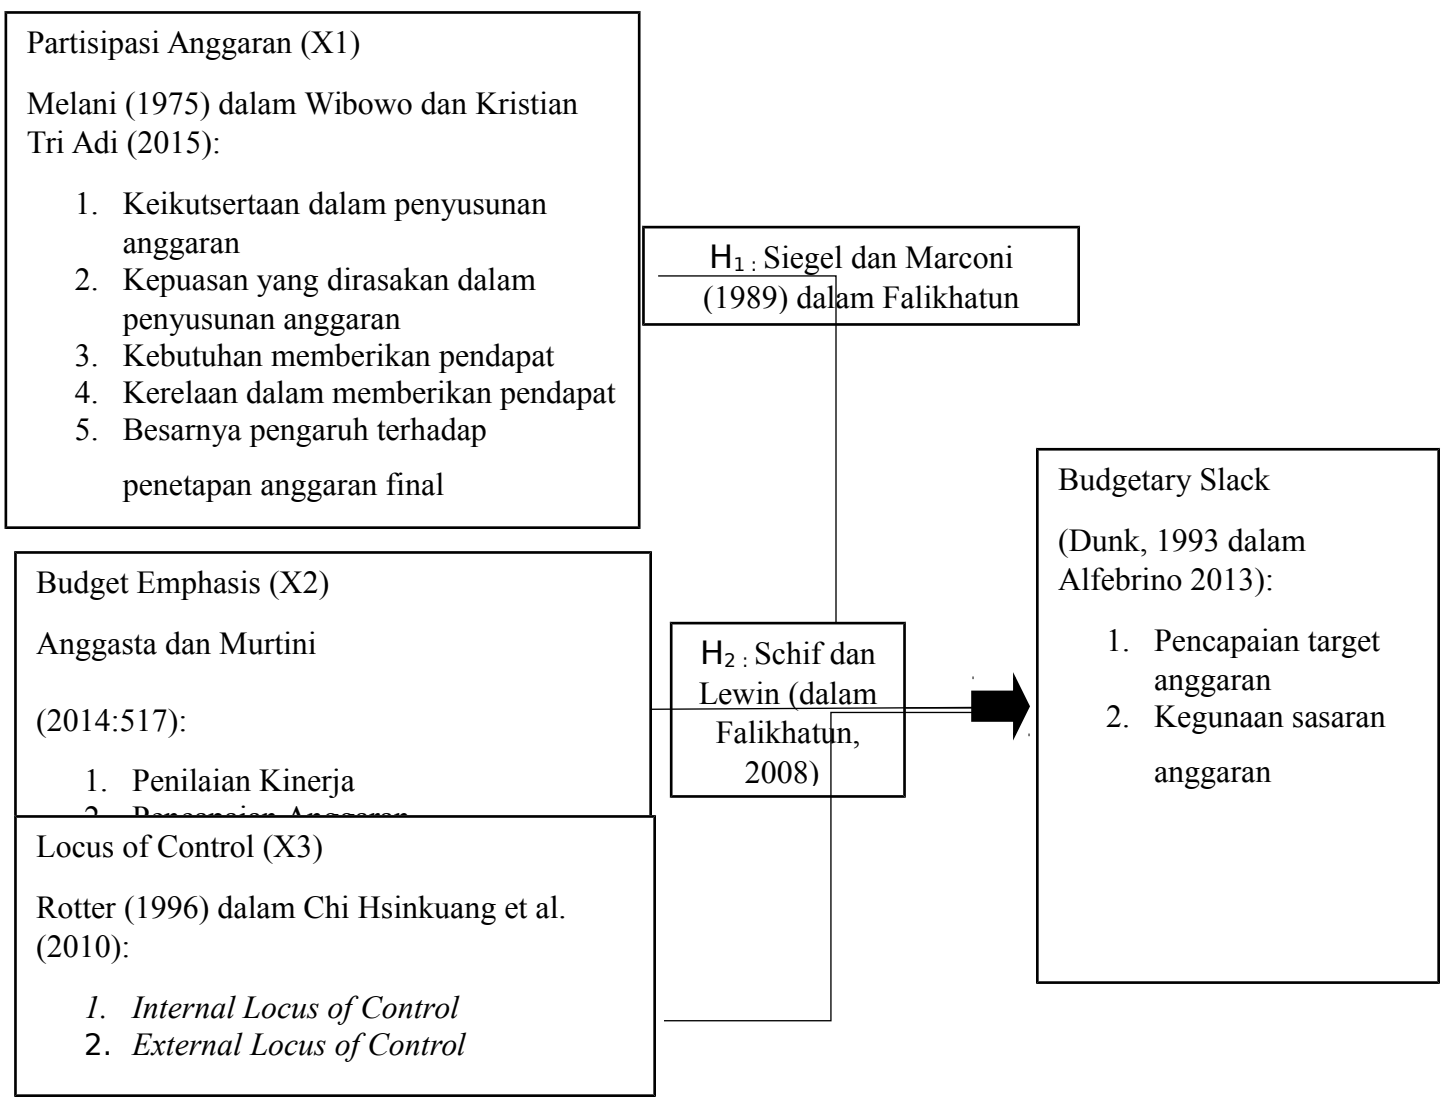 Partisipasi Anggaran (X1)
Melani (1975) dalam Wibowo dan Kristian
Tri Adi (2015):
1. Keikutsertaan dalam penyusunan
anggaran
2. Kepuasan yang dirasakan dalam
penyusunan anggaran
3. Kebutuhan memberikan pendapat
4. Kerelaan dalam memberikan pendapat
5. Besarnya pengaruh terhadap
penetapan anggaran final
H1 : Siegel dan Marconi
(1989) dalam Falikhatun
Budget Emphasis (X2)
Anggasta dan Murtini
(2014:517):
1. Penilaian Kinerja
2. Pencapaian Anggaran
H2 : Schif dan
Lewin (dalam
Falikhatun,
2008)
Locus of Control (X3)
Rotter (1996) dalam Chi Hsinkuang et al.
(2010):
1. Internal Locus of Control
2. External Locus of Control
Budgetary Slack
(Dunk, 1993 dalam
Alfebrino 2013):
1. Pencapaian target
anggaran
2. Kegunaan sasaran
anggaran